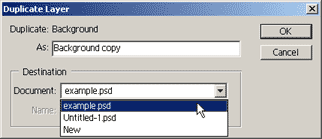 Duplicate Layer
Duplicate: Background
OK
As: Background copy
Cancel
Destination
Document: example.psd
Name:
example.psd
Untitled-1.psd
New